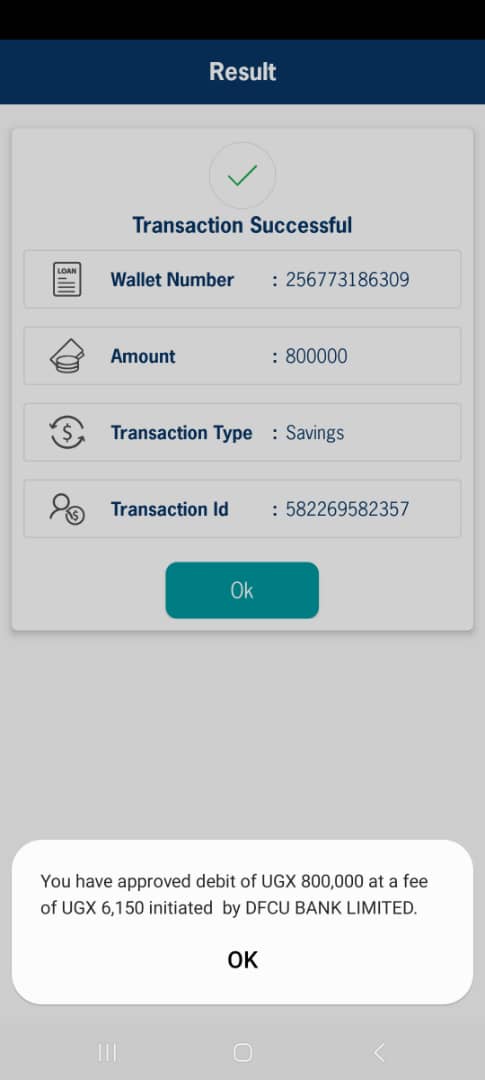 Result
Transaction Successful
LOAN
Wallet Number : 256773186309
Amount : 800000
$
Transaction Type : Savings
$
Transaction Id : 582269582357
Ok
You have approved debit of UGX 800,000 at a fee
of UGX 6,150 initiated by DFCU BANK LIMITED.
OK